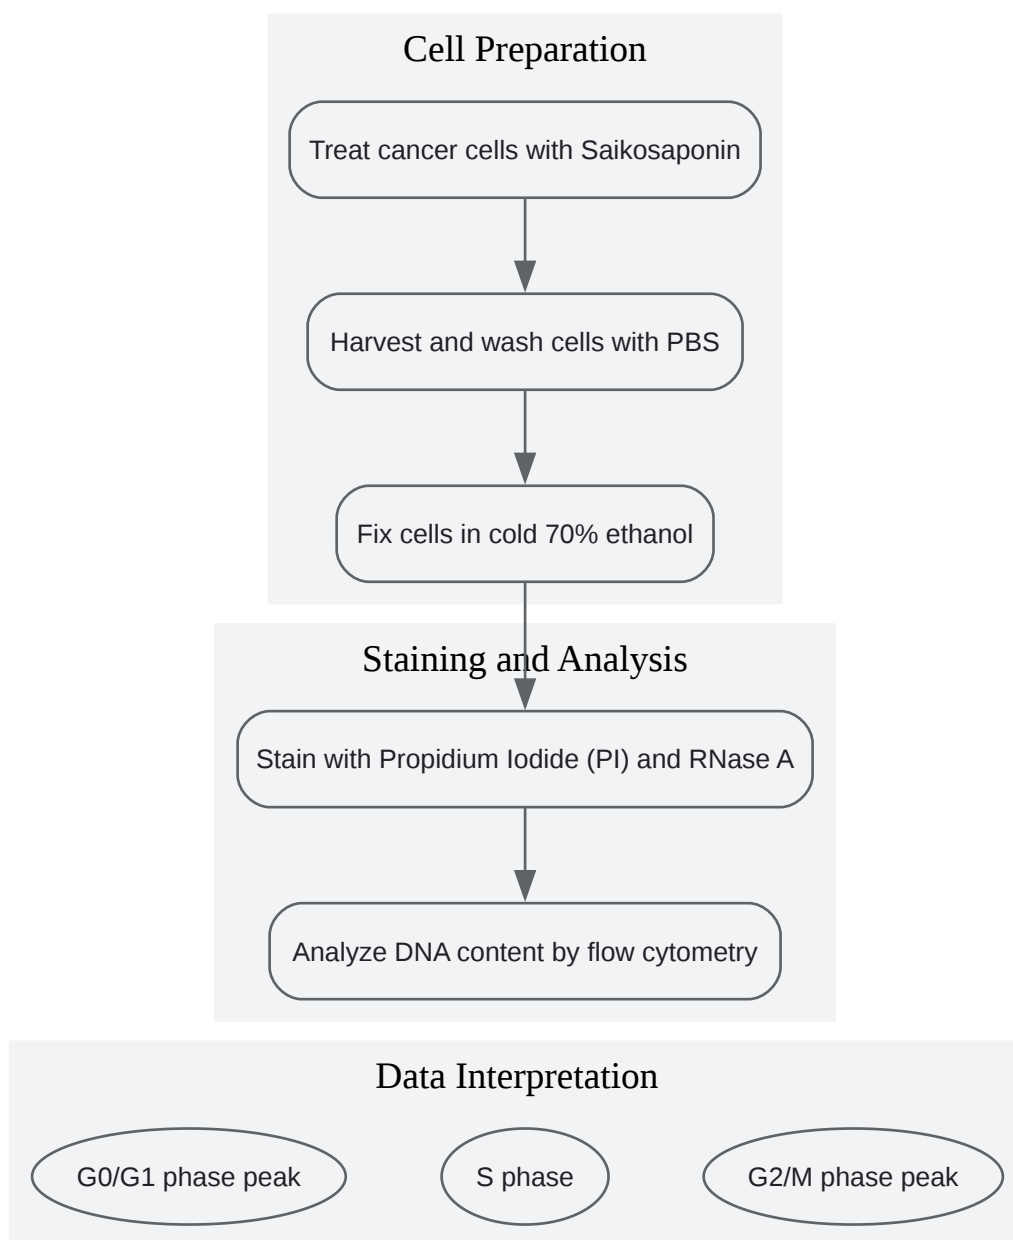 Cell Preparation
Treat cancer cells with Saikosaponin
Harvest and wash cells with PBS
Fix cells in cold 70% ethanol
Staining and Analysis
Stain with Propidium Iodide (PI) and RNase A
Analyze DNA content by flow cytometry
Data Interpretation
G0/G1 phase peak
S phase
G2/M phase peak